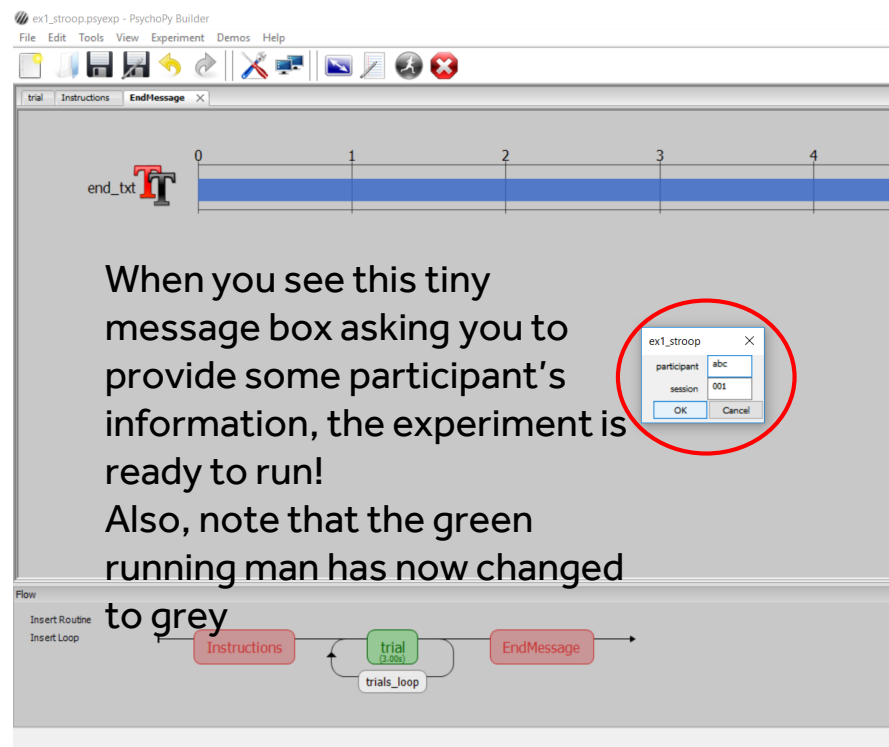 ex1_stroop.psyexp - PsychoPy Builder
File Edit Tools View Experiment Demos Help
trial Instructions EndMessage
0 1 2 3 4
end_txt
When you see this tiny
message box asking you to
provide some participant's
information, the experiment is
ready to run!
Also, note that the green
running man has now changed
to grey
ex1_stroop
participant abc
session 001
OK Cancel
Flow
Insert Routine
Insert Loop
Instructions
trial
(3.00s)
trials_loop
EndMessage